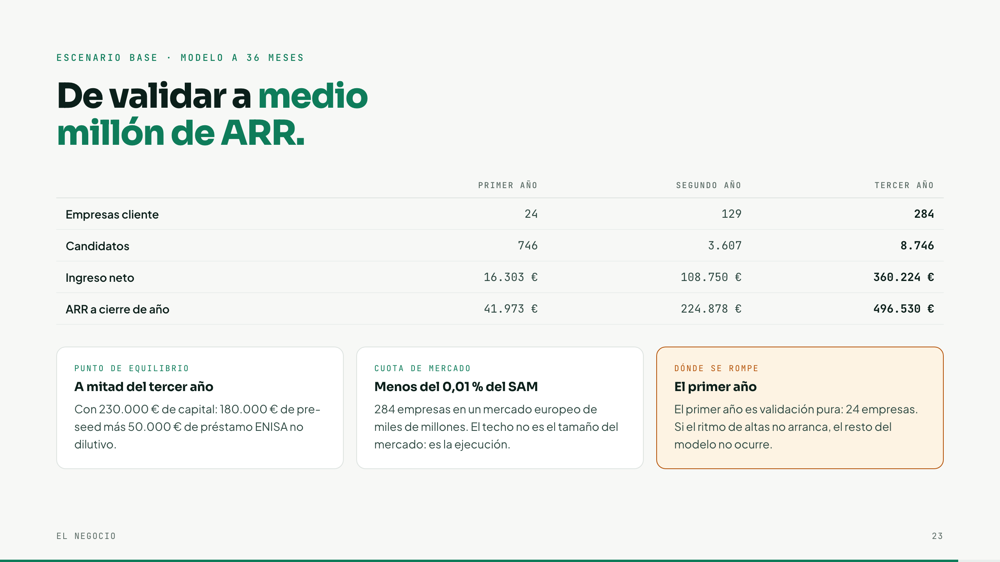 ESCENARIO BASE · MODELO A 36 MESES
De validar a medio
millón de ARR.
PRIMER AÑO SEGUNDO AÑO TERCER AÑO
Empresas cliente 24 129 284
Candidatos 746 3.607 8.746
Ingreso neto 16.303 € 108.750 € 360.224 €
ARR a cierre de año 41.973 € 224.878 € 496.530 €
PUNTO DE EQUILIBRIO
A mitad del tercer año
Con 230.000 € de capital: 180.000 € de pre-
seed más 50.000 € de préstamo ENISA no
dilutivo.
CUOTA DE MERCADO
Menos del 0,01 % del SAM
284 empresas en un mercado europeo de
miles de millones. El techo no es el tamaño del
mercado: es la ejecución.
DÓNDE SE ROMPE
El primer año
El primer año es validación pura: 24 empresas.
Si el ritmo de altas no arranca, el resto del
modelo no ocurre.
EL NEGOCIO 23